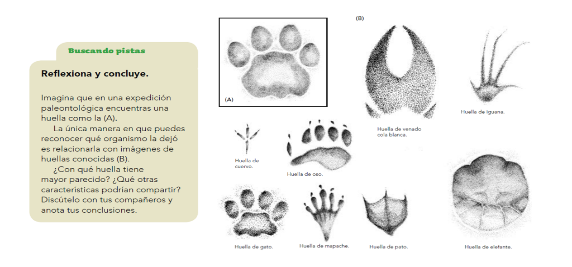 Buscando pistas
Reflexiona y concluye.
Imagina que en una expedición
paleontológica encuentras una
huella como la (A).
La única manera en que puedes
reconocer qué organismo la dejó
es relacionarla con imágenes de
huellas conocidas (B).
¿Con qué huella tiene
mayor parecido? ¿Qué otras
características podrían compartir?
Discútelo con tus compañeros y
anota tus conclusiones.
(A)
(B)
Huella de venado
cola blanca.
Huella de iguana.
Huella de
cuervo.
Huella de oso.
Huella de gato.
Huella de mapache.
Huella de pato.
Huella de elefante.